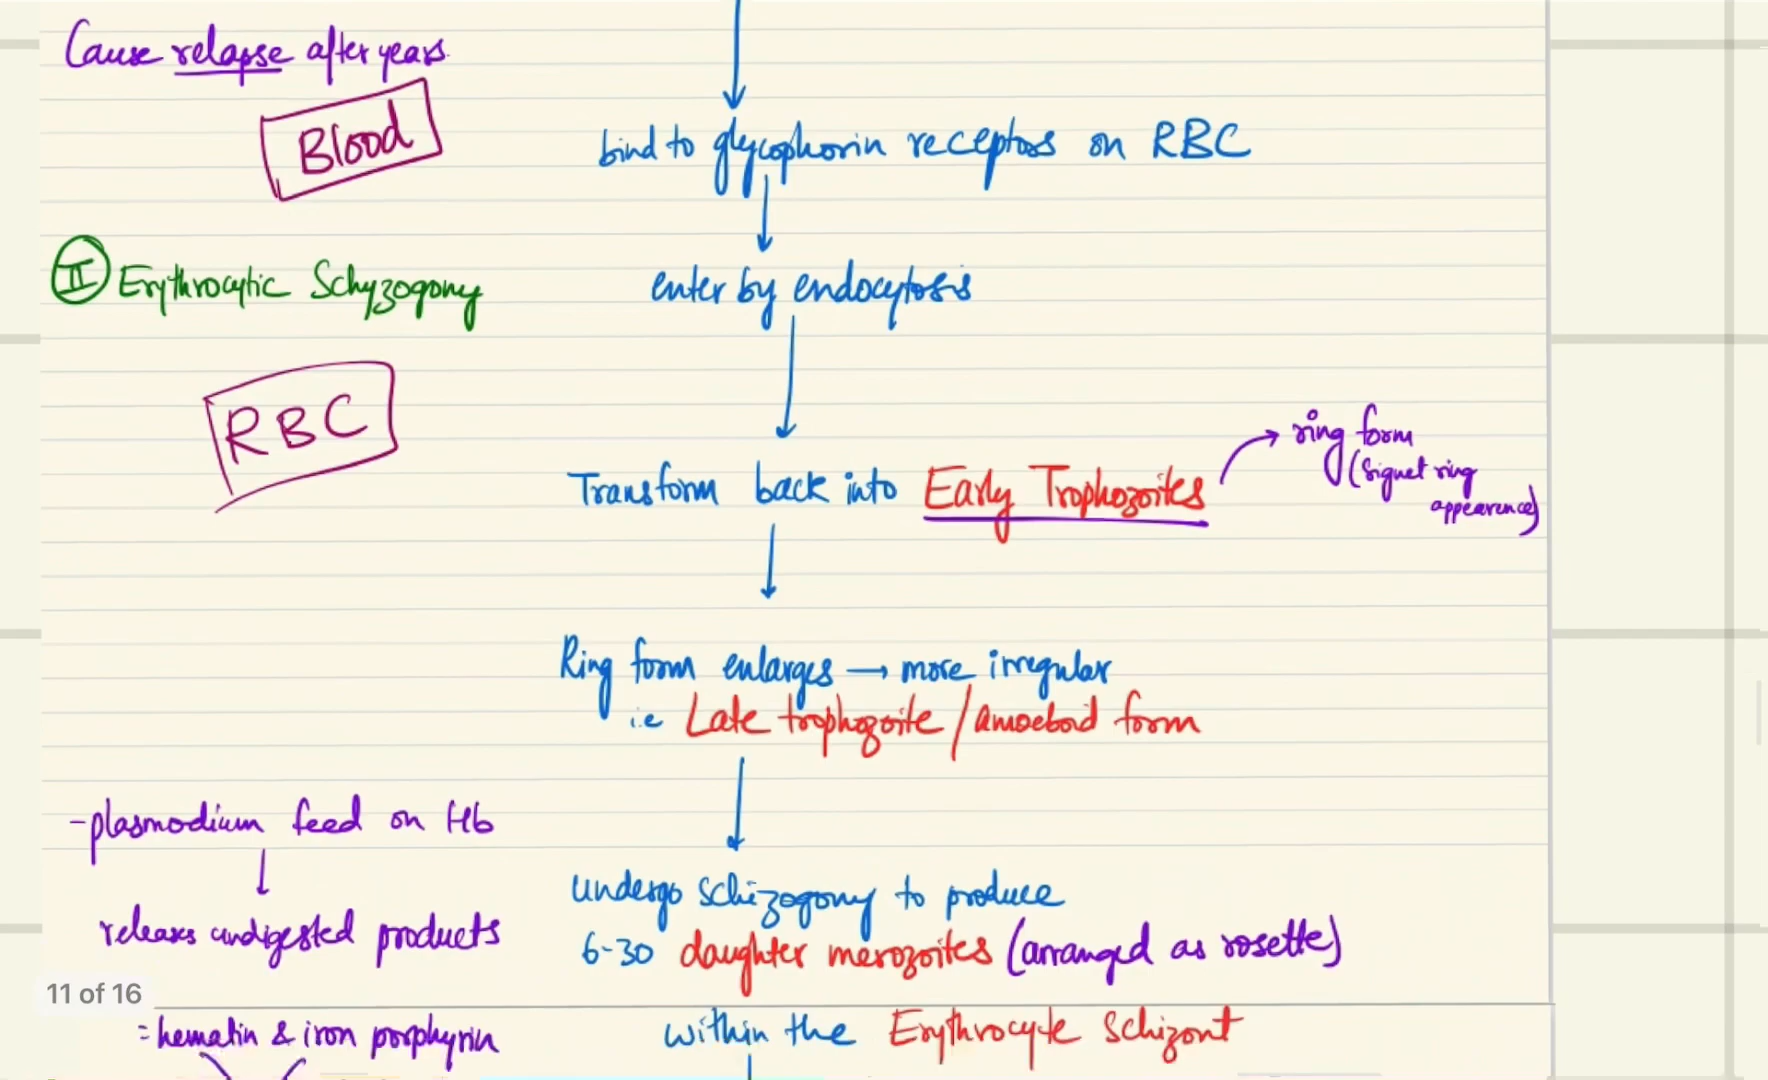 Cause relapse after years.
Blood
bind to glycophorin receptors on RBC
II Erythrocytic Schyzogony
enter by endocytosis
RBC
Transform back into Early Trophozoites
ring form
(signet ring
appearence)
Ring form enlarges → more irregular
i.e Late trophozoite / amoeboid form
- plasmodium feed on Hb
undergo schizogony to produce
releases undigested products
6-30 daughter merozoites (arranged as rosette)
11 of 16
= hematin & iron porphyrin
within the Erythrocyte Schizont